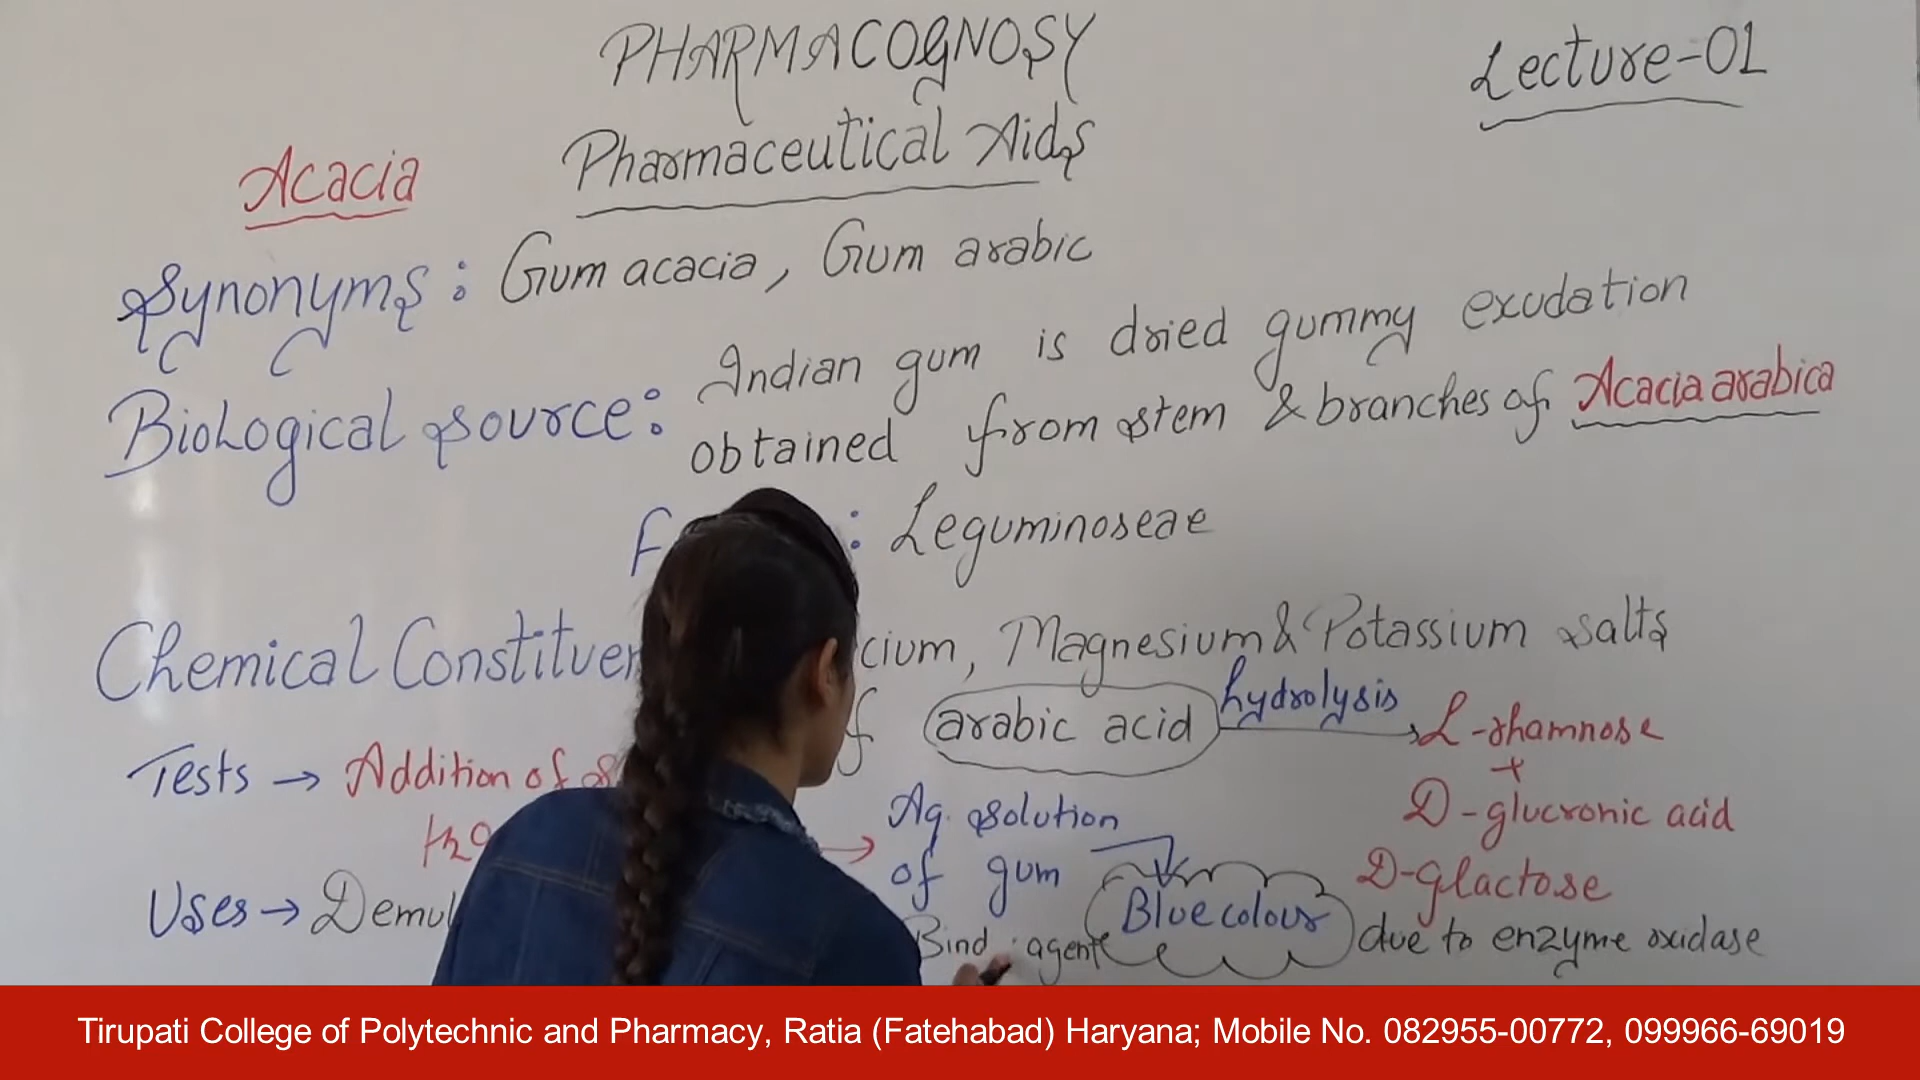 PHARMACOGNOSY
Lecture-01
Pharmaceutical Aids
Acacia
Synonyms: Gum acacia, Gum arabic
Biological source: Indian gum is dried gummy exudation
obtained from stem & branches of Acacia arabica
: Leguminoseae
Chemical cium, Magnesium & Potassium salts
arabic acid hydrolysis → L-rhamnose
+
Tests → Addition of
D-glucronic acid
→ Aq. solution
of gum
D-glactose
Uses →
Blue colour due to enzyme oxidase
Bind agent
Tirupati College of Polytechnic and Pharmacy, Ratia (Fatehabad) Haryana; Mobile No. 082955-00772, 099966-69019